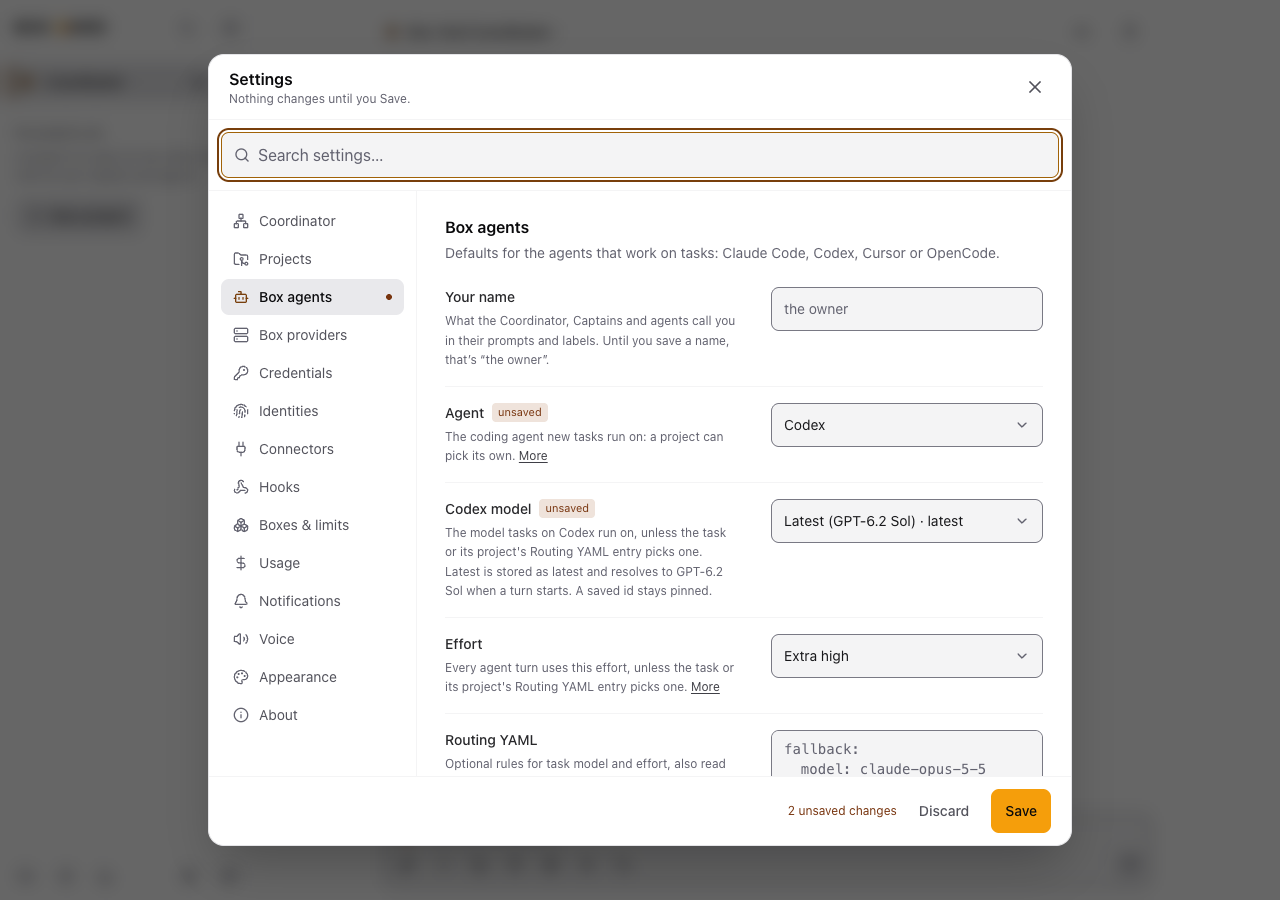 Settings
Nothing changes until you Save.
Search settings...
Coordinator
Projects
Box agents
Box providers
Credentials
Identities
Connectors
Hooks
Boxes & limits
Usage
Notifications
Voice
Appearance
About
Box agents
Defaults for the agents that work on tasks: Claude Code, Codex, Cursor or OpenCode.
Your name
What the Coordinator, Captains and agents call you
in their prompts and labels. Until you save a name,
that's “the owner”.
the owner
Agent unsaved
The coding agent new tasks run on: a project can
pick its own. More
Codex
Codex model unsaved
The model tasks on Codex run on, unless the task
or its project's Routing YAML entry picks one.
Latest is stored as latest and resolves to GPT-6.2
Sol when a turn starts. A saved id stays pinned.
Latest (GPT-6.2 Sol) · latest
Effort
Every agent turn uses this effort, unless the task or
its project's Routing YAML entry picks one. More
Extra high
Routing YAML
Optional rules for task model and effort, also read
fallback:
model: claude-opus-5-5
2 unsaved changes
Discard
Save